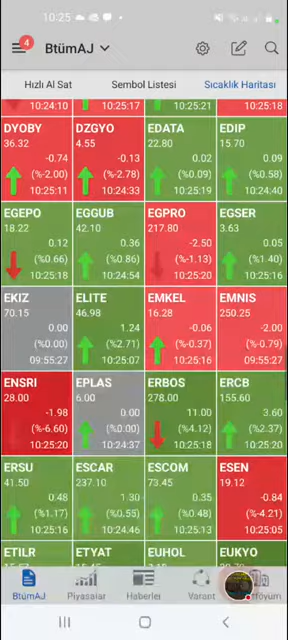 10:25
4
BtümAJ
Hızlı Al Sat
Sembol Listesi
Sıcaklık Haritası
10:24:10
10:25:17
10:25:21
10:25:18
DYOBY
36.32
-0.74
(%-2.00)
10:25:11
DZGYO
4.55
-0.13
(%-2.78)
10:24:33
EDATA
22.80
0.02
(%0.09)
10:25:19
EDIP
15.70
0.09
(%0.58)
10:24:40
EGEPO
18.22
0.12
(%0.66)
10:25:18
EGGUB
42.10
0.36
(%0.86)
10:24:54
EGPRO
217.80
-2.50
(%-1.13)
10:25:20
EGSER
3.63
0.05
(%1.40)
10:25:16
EKIZ
70.15
0.00
(%0.00)
09:55:27
ELITE
46.98
1.24
(%2.71)
10:25:07
EMKEL
16.28
-0.06
(%-0.37)
10:25:16
EMNIS
250.25
-2.00
(%-0.79)
09:55:27
ENSRI
28.00
-1.98
(%-6.60)
10:25:20
EPLAS
6.00
0.00
(%0.00)
10:24:37
ERBOS
278.00
11.00
(%4.12)
10:25:18
ERCB
155.60
3.60
(%2.37)
10:25:20
ERSU
41.50
0.48
(%1.17)
10:25:16
ESCAR
237.10
1.30
(%0.55)
10:24:46
ESCOM
73.45
0.35
(%0.48)
10:25:13
ESEN
19.12
-0.84
(%-4.21)
10:25:05
ETILR
ETYAT
EUHOL
EUKYO
BtümAJ
Piyasalar
Haberler
Varant